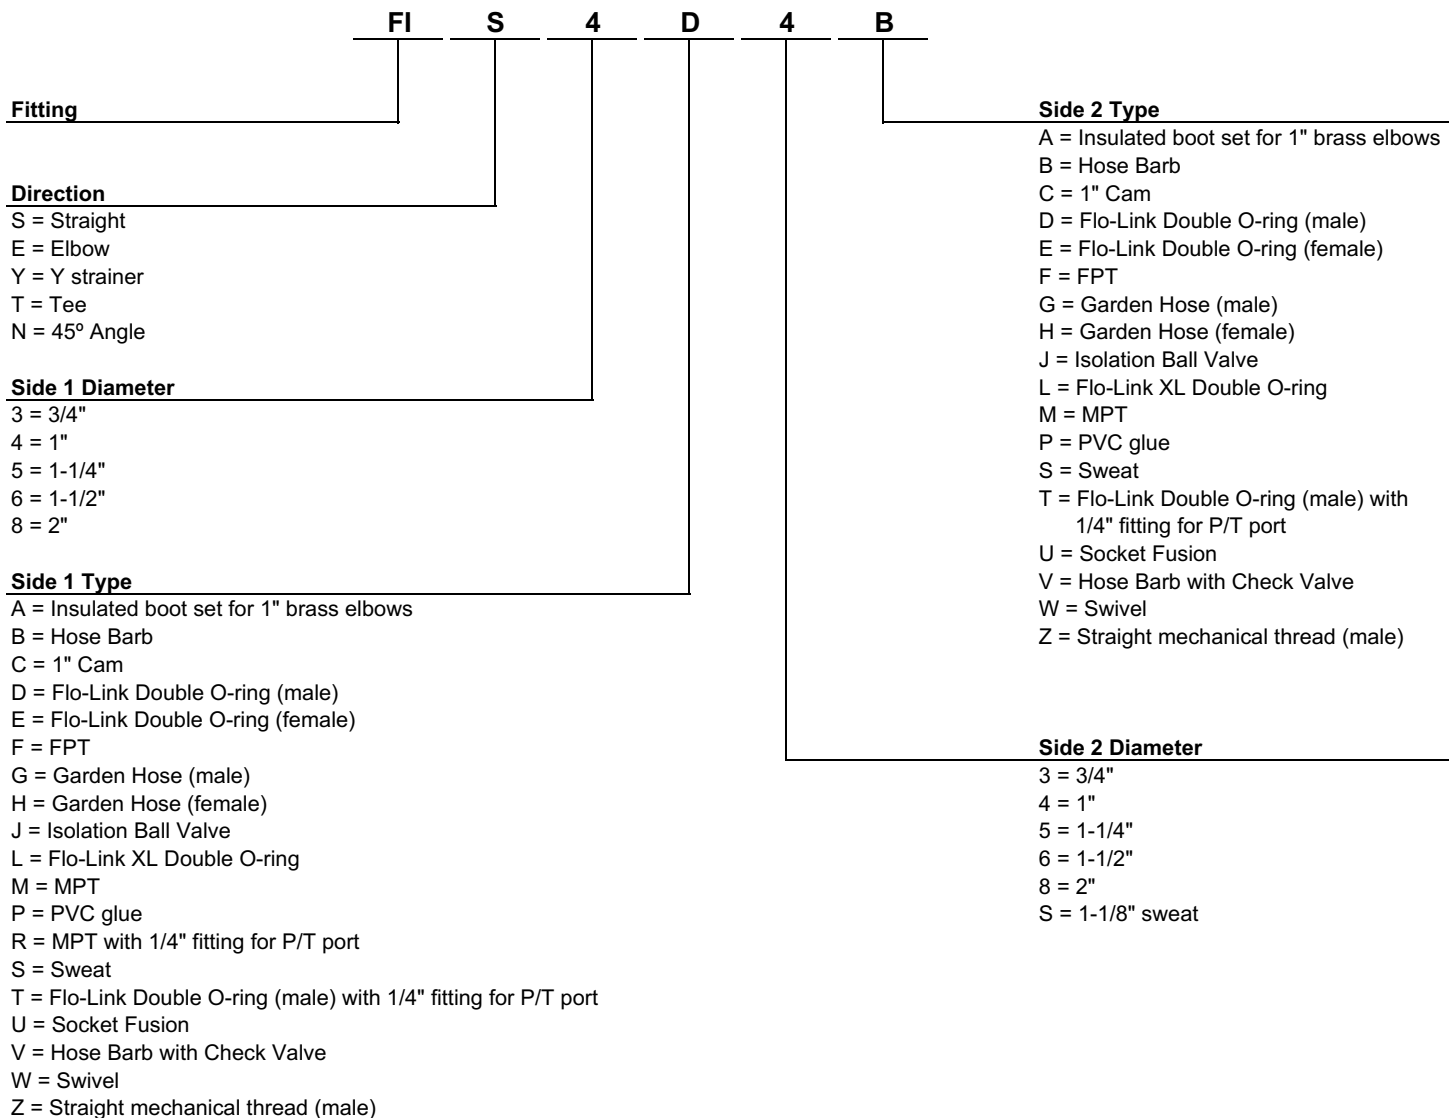 FI S 4 D 4 B
Fitting
Direction
S = Straight
E = Elbow
Y = Y strainer
T = Tee
N = 45º Angle
Side 1 Diameter
3 = 3/4"
4 = 1"
5 = 1-1/4"
6 = 1-1/2"
8 = 2"
Side 1 Type
A = Insulated boot set for 1" brass elbows
B = Hose Barb
C = 1" Cam
D = Flo-Link Double O-ring (male)
E = Flo-Link Double O-ring (female)
F = FPT
G = Garden Hose (male)
H = Garden Hose (female)
J = Isolation Ball Valve
L = Flo-Link XL Double O-ring
M = MPT
P = PVC glue
R = MPT with 1/4" fitting for P/T port
S = Sweat
T = Flo-Link Double O-ring (male) with 1/4" fitting for P/T port
U = Socket Fusion
V = Hose Barb with Check Valve
W = Swivel
Z = Straight mechanical thread (male)
Side 2 Type
A = Insulated boot set for 1" brass elbows
B = Hose Barb
C = 1" Cam
D = Flo-Link Double O-ring (male)
E = Flo-Link Double O-ring (female)
F = FPT
G = Garden Hose (male)
H = Garden Hose (female)
J = Isolation Ball Valve
L = Flo-Link XL Double O-ring
M = MPT
P = PVC glue
S = Sweat
T = Flo-Link Double O-ring (male) with
1/4" fitting for P/T port
U = Socket Fusion
V = Hose Barb with Check Valve
W = Swivel
Z = Straight mechanical thread (male)
Side 2 Diameter
3 = 3/4"
4 = 1"
5 = 1-1/4"
6 = 1-1/2"
8 = 2"
S = 1-1/8" sweat